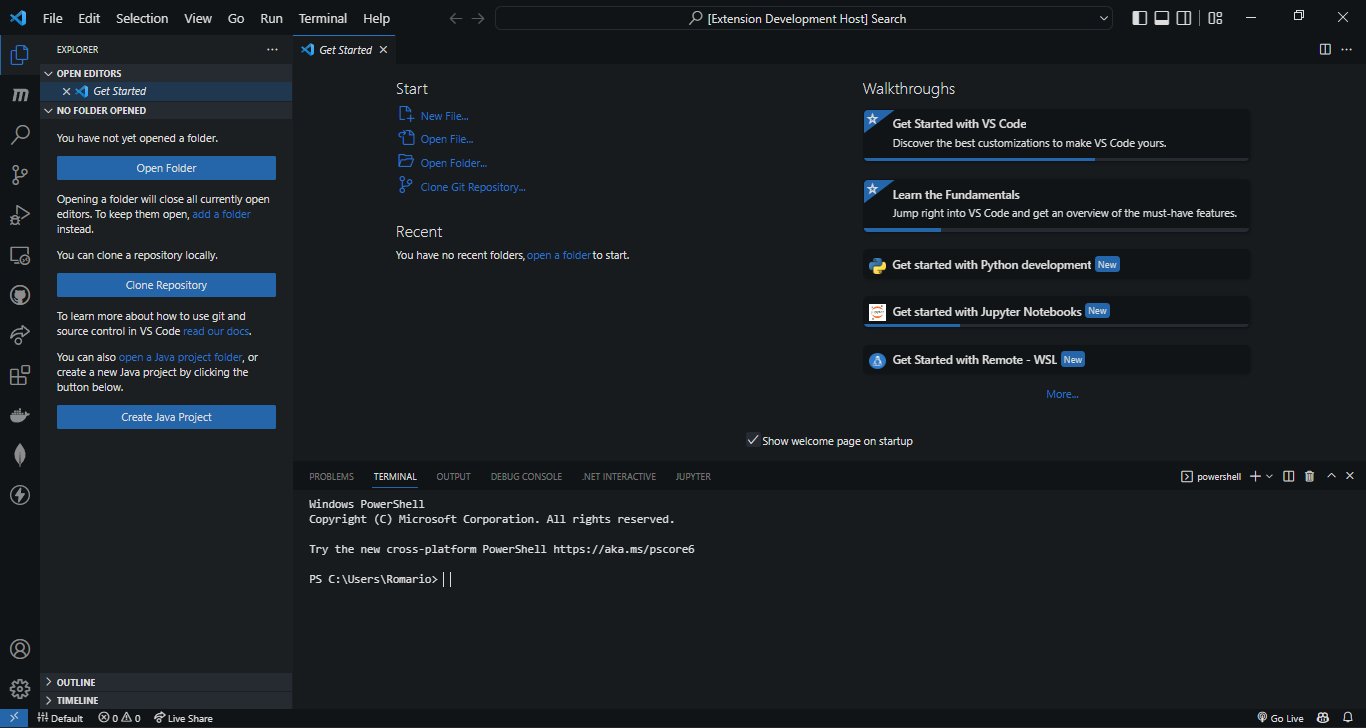 File Edit Selection View Go Run Terminal Help
[Extension Development Host] Search
EXPLORER
OPEN EDITORS
Get Started
NO FOLDER OPENED
You have not yet opened a folder.
Open Folder
Opening a folder will close all currently open
editors. To keep them open, add a folder
instead.
You can clone a repository locally.
Clone Repository
To learn more about how to use git and
source control in VS Code read our docs.
You can also open a Java project folder, or
create a new Java project by clicking the
button below.
Create Java Project
OUTLINE
TIMELINE
Get Started
Start
New File...
Open File...
Open Folder...
Clone Git Repository...
Recent
You have no recent folders, open a folder to start.
Walkthroughs
Get Started with VS Code
Discover the best customizations to make VS Code yours.
Learn the Fundamentals
Jump right into VS Code and get an overview of the must-have features.
Get started with Python development New
Get started with Jupyter Notebooks New
Get Started with Remote - WSL New
More...
Show welcome page on startup
PROBLEMS TERMINAL OUTPUT DEBUG CONSOLE .NET INTERACTIVE JUPYTER
powershell
Windows PowerShell
Copyright (C) Microsoft Corporation. All rights reserved.
Try the new cross-platform PowerShell https://aka.ms/pscore6
PS C:\Users\Romario>
Default 0 0 Live Share
Go Live